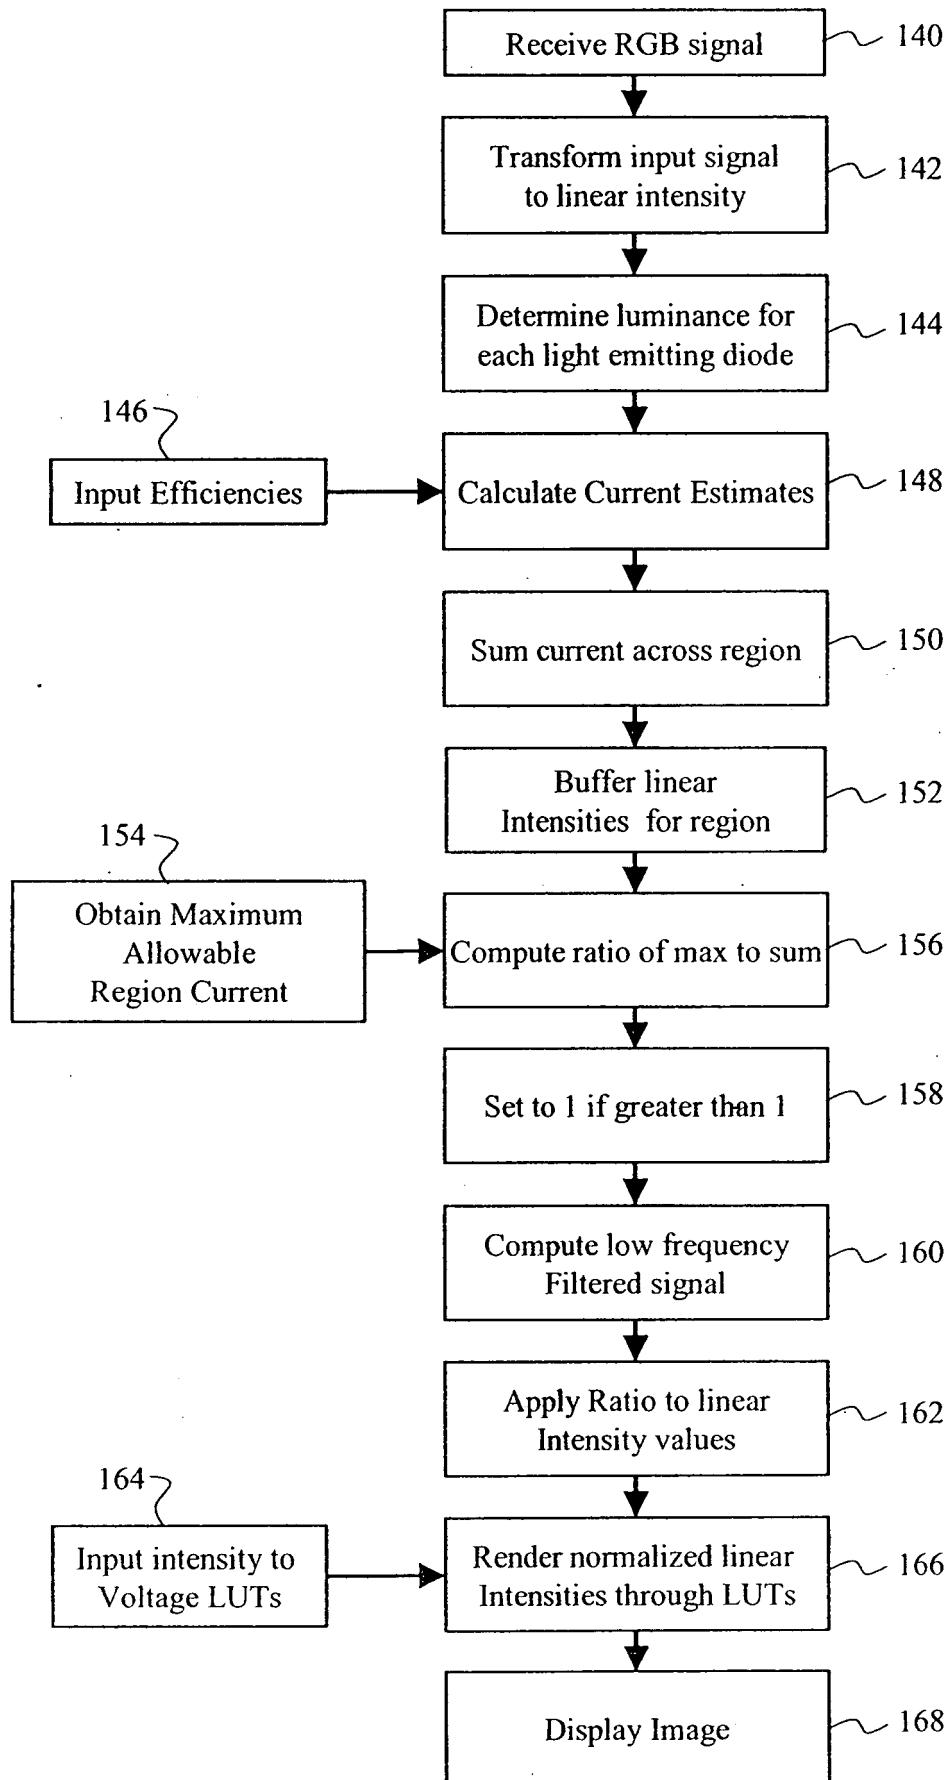 Receive RGB signal
140
Transform input signal
to linear intensity
142
Determine luminance for
each light emitting diode
144
146
Input Efficiencies
Calculate Current Estimates
148
Sum current across region
150
Buffer linear
Intensities for region
152
154
Obtain Maximum
Allowable
Region Current
Compute ratio of max to sum
156
Set to 1 if greater than 1
158
Compute low frequency
Filtered signal
160
Apply Ratio to linear
Intensity values
162
164
Input intensity to
Voltage LUTs
Render normalized linear
Intensities through LUTs
166
Display Image
168